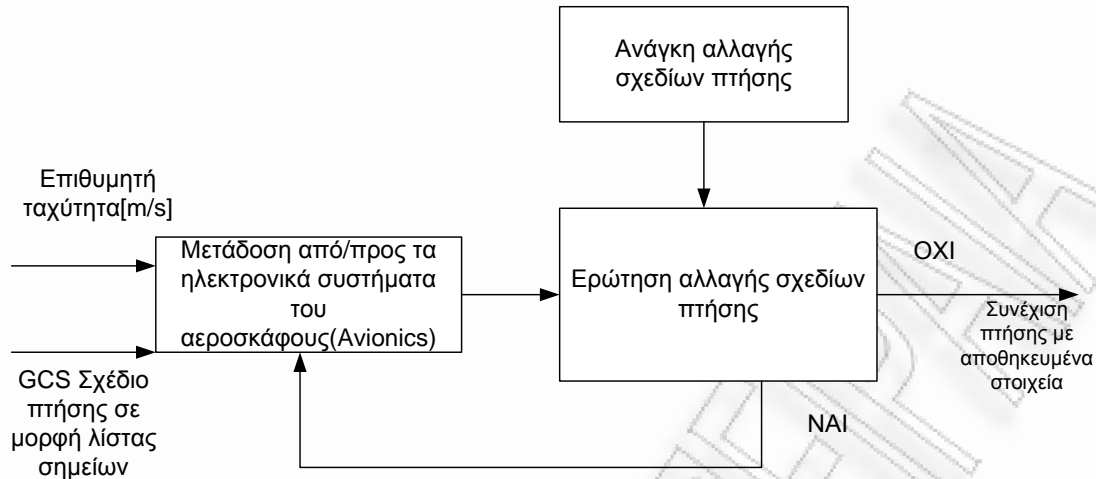 Ανάγκη αλλαγής
σχεδίων πτήσης
Επιθυμητή
ταχύτητα[m/s]
Μετάδοση από/προς τα
ηλεκτρονικά συστήματα
του
αεροσκάφους(Avionics)
Ερώτηση αλλαγής σχεδίων
πτήσης
ΟΧΙ
Συνέχιση
πτήσης με
αποθηκευμένα
στοιχεία
GCS Σχέδιο
πτήσης σε
μορφή λίστας
σημείων
ΝΑΙ